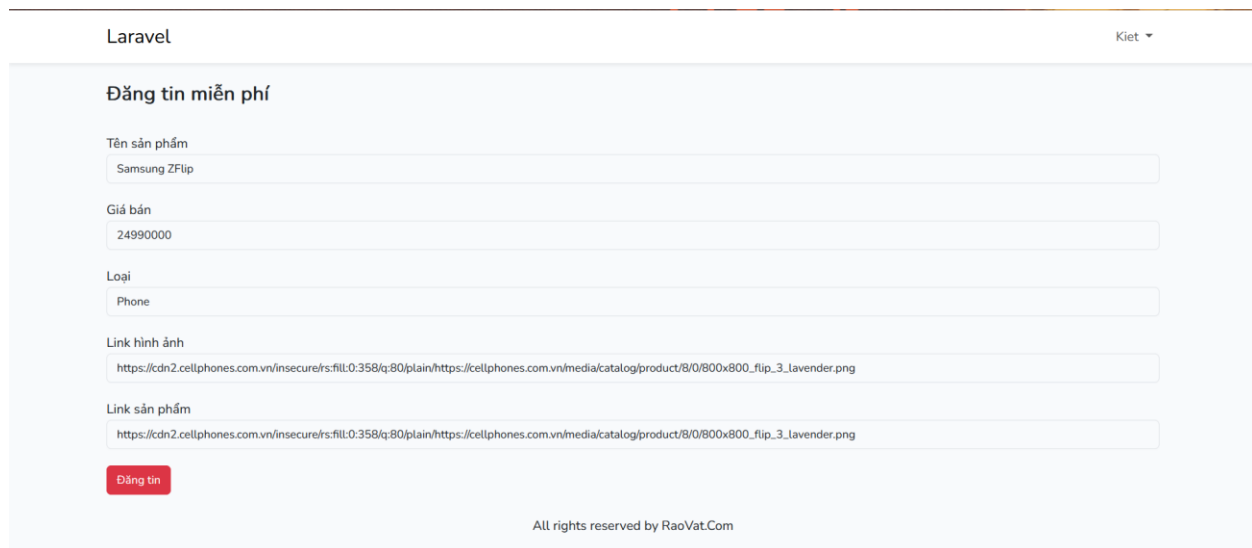 Laravel
Kiet
Đăng tin miễn phí
Tên sản phẩm
Samsung ZFlip
Giá bán
24990000
Loại
Phone
Link hình ảnh
https://cdn2.cellphones.com.vn/insecure/rs:fill:0:358/q:80/plain/https://cellphones.com.vn/media/catalog/product/8/0/800x800_flip_3_lavender.png
Link sản phẩm
https://cdn2.cellphones.com.vn/insecure/rs:fill:0:358/q:80/plain/https://cellphones.com.vn/media/catalog/product/8/0/800x800_flip_3_lavender.png
Đăng tin
All rights reserved by RaoVat.Com